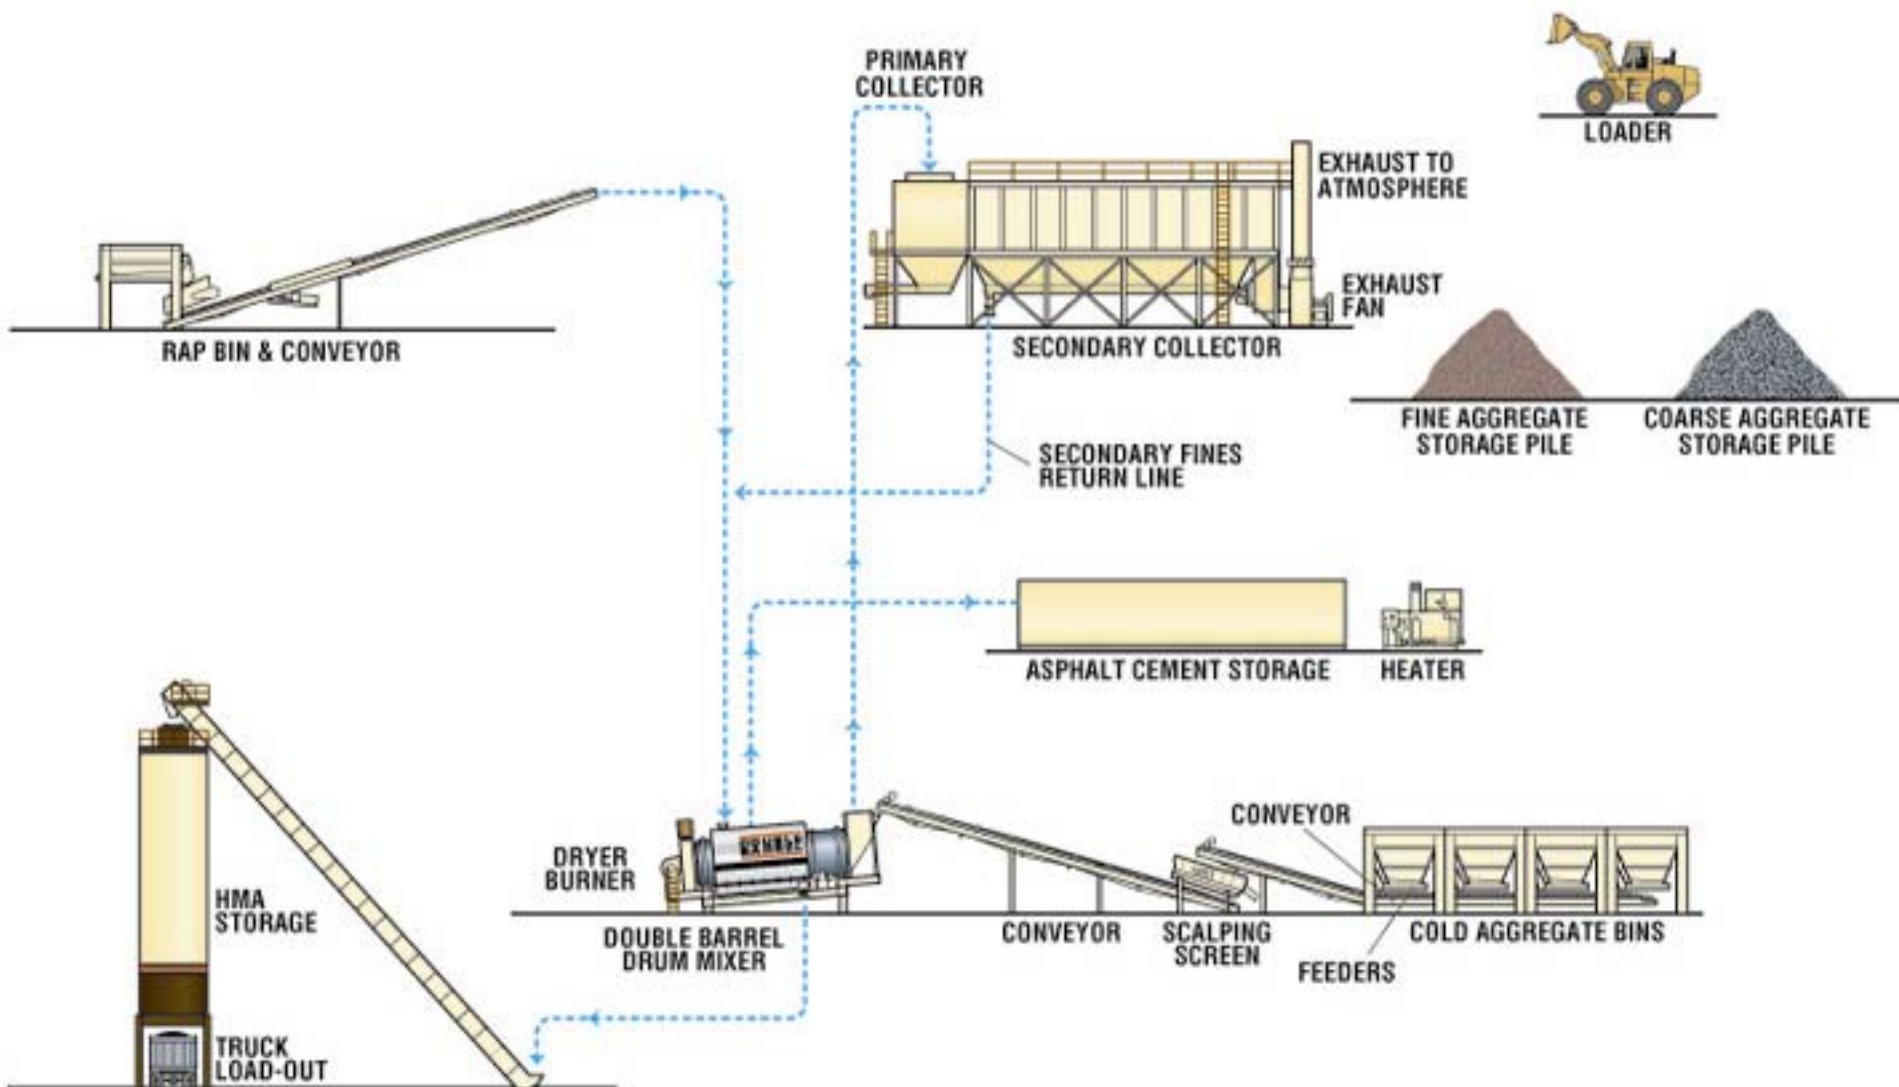 PRIMARY
COLLECTOR
LOADER
EXHAUST TO
ATMOSPHERE
EXHAUST
FAN
RAP BIN & CONVEYOR
SECONDARY COLLECTOR
FINE AGGREGATE
STORAGE PILE
COARSE AGGREGATE
STORAGE PILE
SECONDARY FINES
RETURN LINE
ASPHALT CEMENT STORAGE
HEATER
CONVEYOR
DRYER
BURNER
HMA
STORAGE
DOUBLE BARREL
DRUM MIXER
CONVEYOR
SCALPING
SCREEN
COLD AGGREGATE BINS
FEEDERS
TRUCK
LOAD-OUT